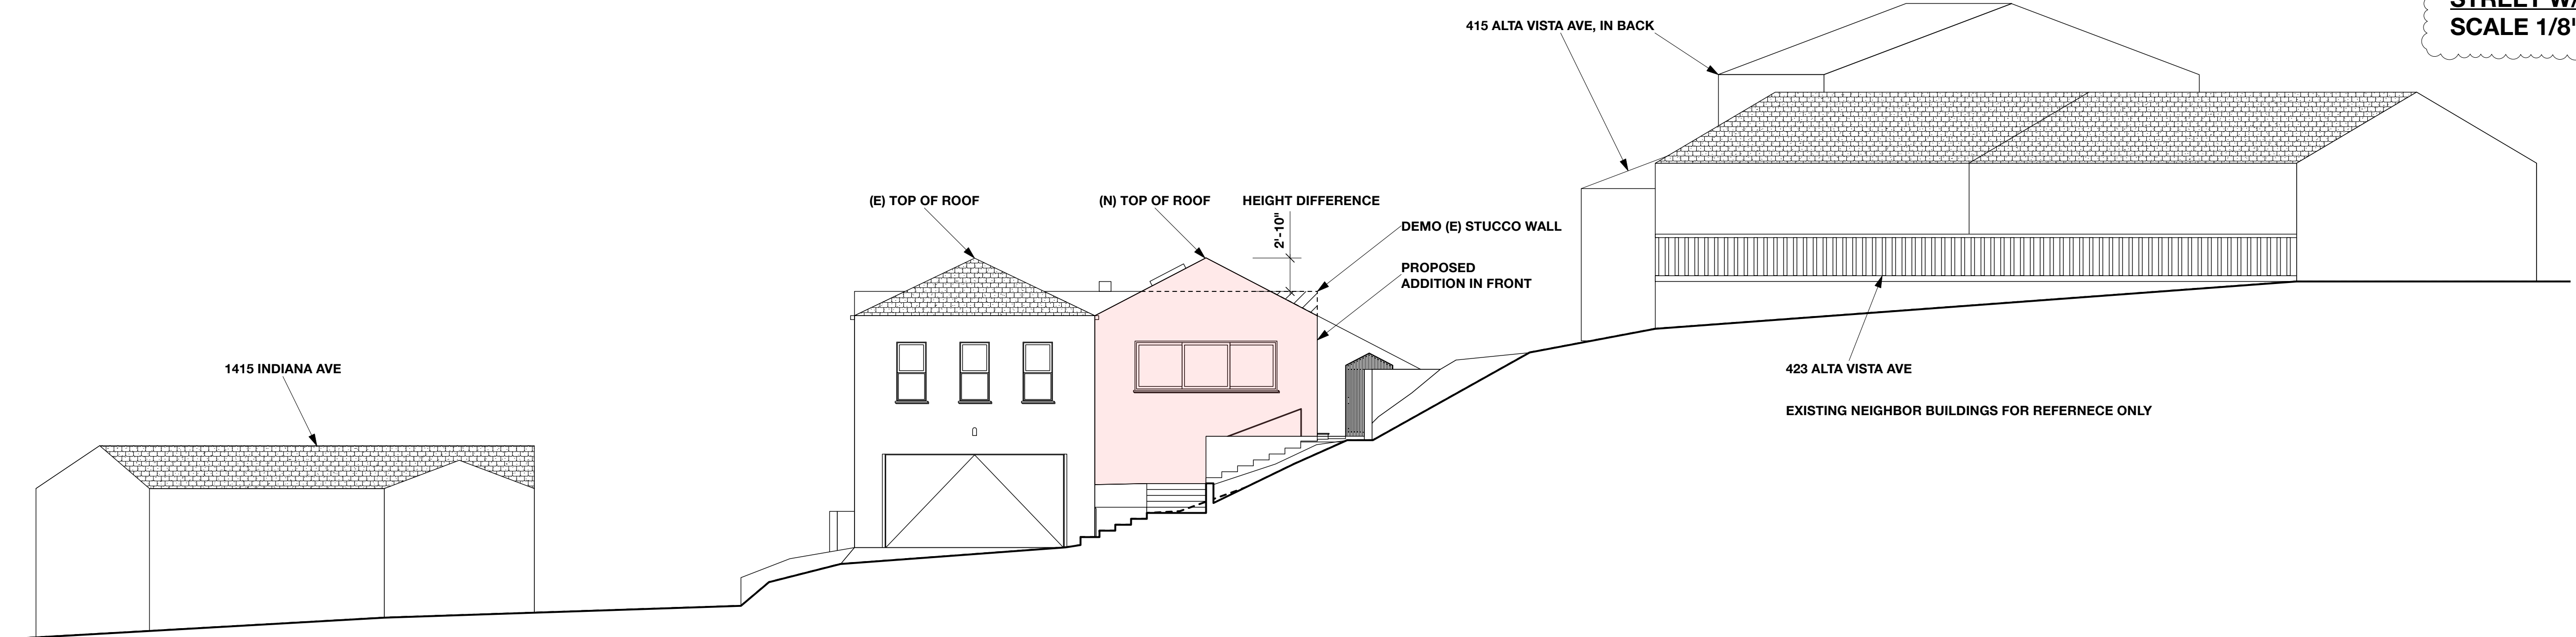 SCALE 1/8"
415 ALTA VISTA AVE, IN BACK
(E) TOP OF ROOF
(N) TOP OF ROOF
HEIGHT DIFFERENCE
2'-10"
DEMO (E) STUCCO WALL
PROPOSED
ADDITION IN FRONT
1415 INDIANA AVE
423 ALTA VISTA AVE
EXISTING NEIGHBOR BUILDINGS FOR REFERNECE ONLY